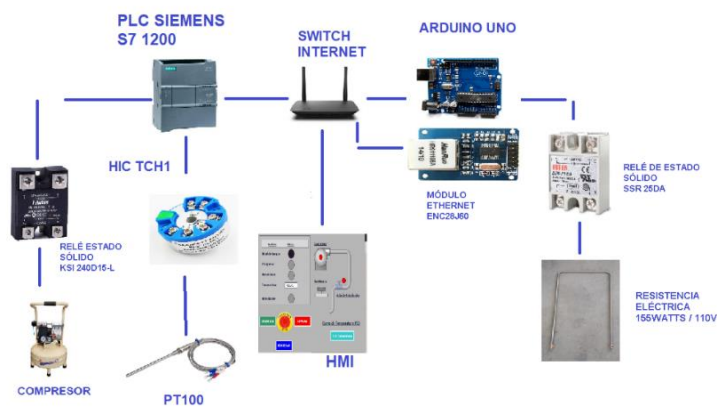 PLC SIEMENS
S7 1200
SWITCH
INTERNET
ARDUINO UNO
HIC TCH1
RELÉ ESTADO
SÓLIDO
KSI 240D15-L
MÓDULO
ETHERNET
ENC28J60
RELÉ DE ESTADO
SÓLIDO
SSR 25DA
RESISTENCIA
ELÉCTRICA
155WATTS / 110V
HMI
COMPRESOR
PT100